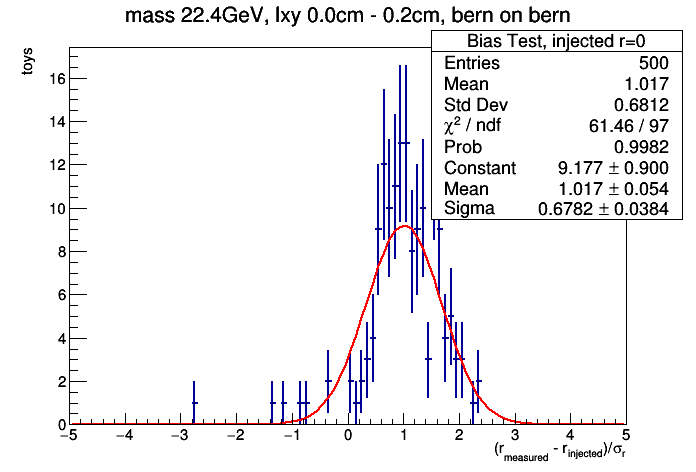 mass 22.4GeV, lxy 0.0cm - 0.2cm, bern on bern
toys
Bias Test, injected r=0
Entries 500
Mean 1.017
Std Dev 0.6812
χ² / ndf 61.46 / 97
Prob 0.9982
Constant 9.177 ± 0.900
Mean 1.017 ± 0.054
Sigma 0.6782 ± 0.0384
16
14
12
10
8
6
4
2
0
−5 −4 −3 −2 −1 0 1 2 3 4 5
(r_measured - r_injected)/σ_r